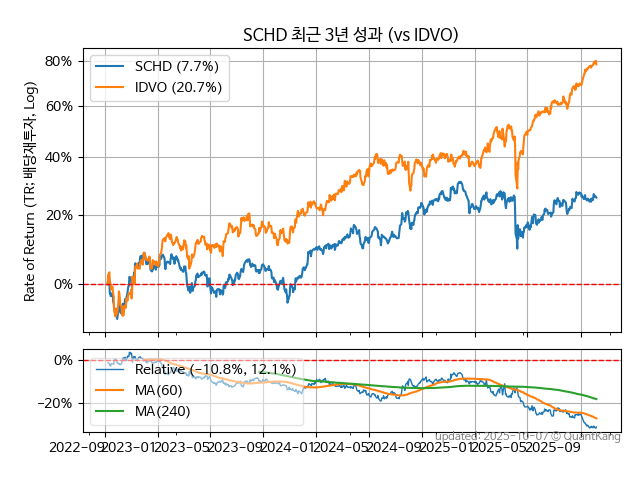 SCHD 최근 3년 성과 (vs IDVO)
Rate of Return (TR: 배당재투자, Log)
80%
60%
40%
20%
0%
SCHD (7.7%)
IDVO (20.7%)
0%
−20%
Relative (−10.8%, 12.1%)
MA(60)
MA(240)
updated: 2025-10-07 © QuantKang
2022-09 2023-01 2023-05 2023-09 2024-01 2024-05 2024-09 2025-01 2025-05 2025-09